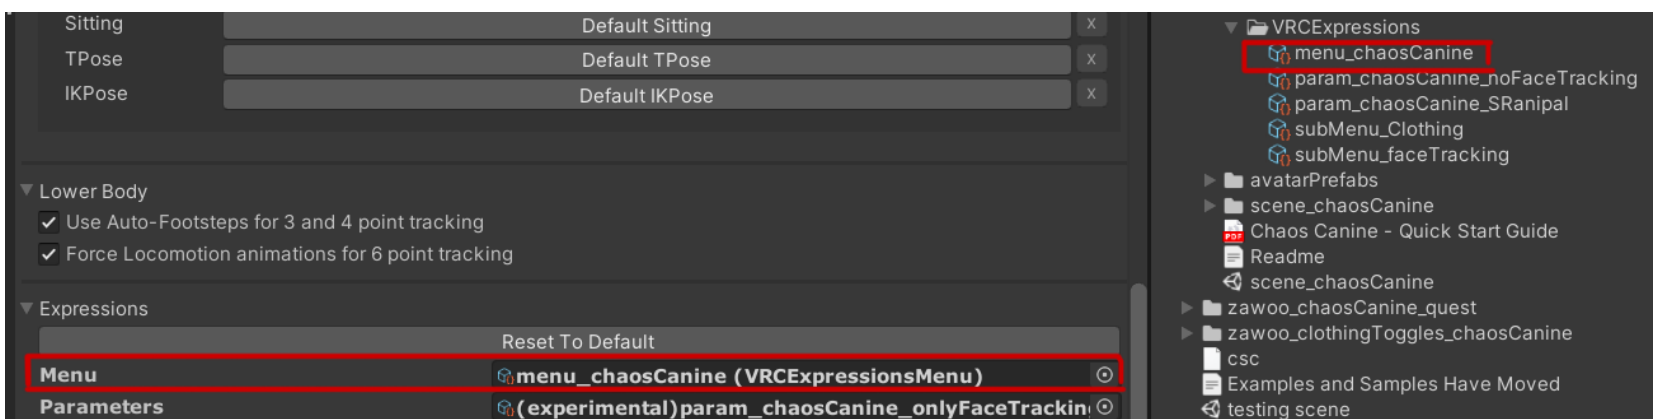 Sitting
Default Sitting
X
TPose
Default TPose
X
IKPose
Default IKPose
X
Lower Body
Use Auto-Footsteps for 3 and 4 point tracking
Force Locomotion animations for 6 point tracking
Expressions
Reset To Default
Menu
menu_chaosCanine (VRCExpressionsMenu)
Parameters
(experimental)param_chaosCanine_onlyFaceTrackin
VRCExpressions
menu_chaosCanine
param_chaosCanine_noFaceTracking
param_chaosCanine_SRanipal
subMenu_Clothing
subMenu_faceTracking
avatarPrefabs
scene_chaosCanine
Chaos Canine - Quick Start Guide
Readme
scene_chaosCanine
zawoo_chaosCanine_quest
zawoo_clothingToggles_chaosCanine
csc
Examples and Samples Have Moved
testing scene